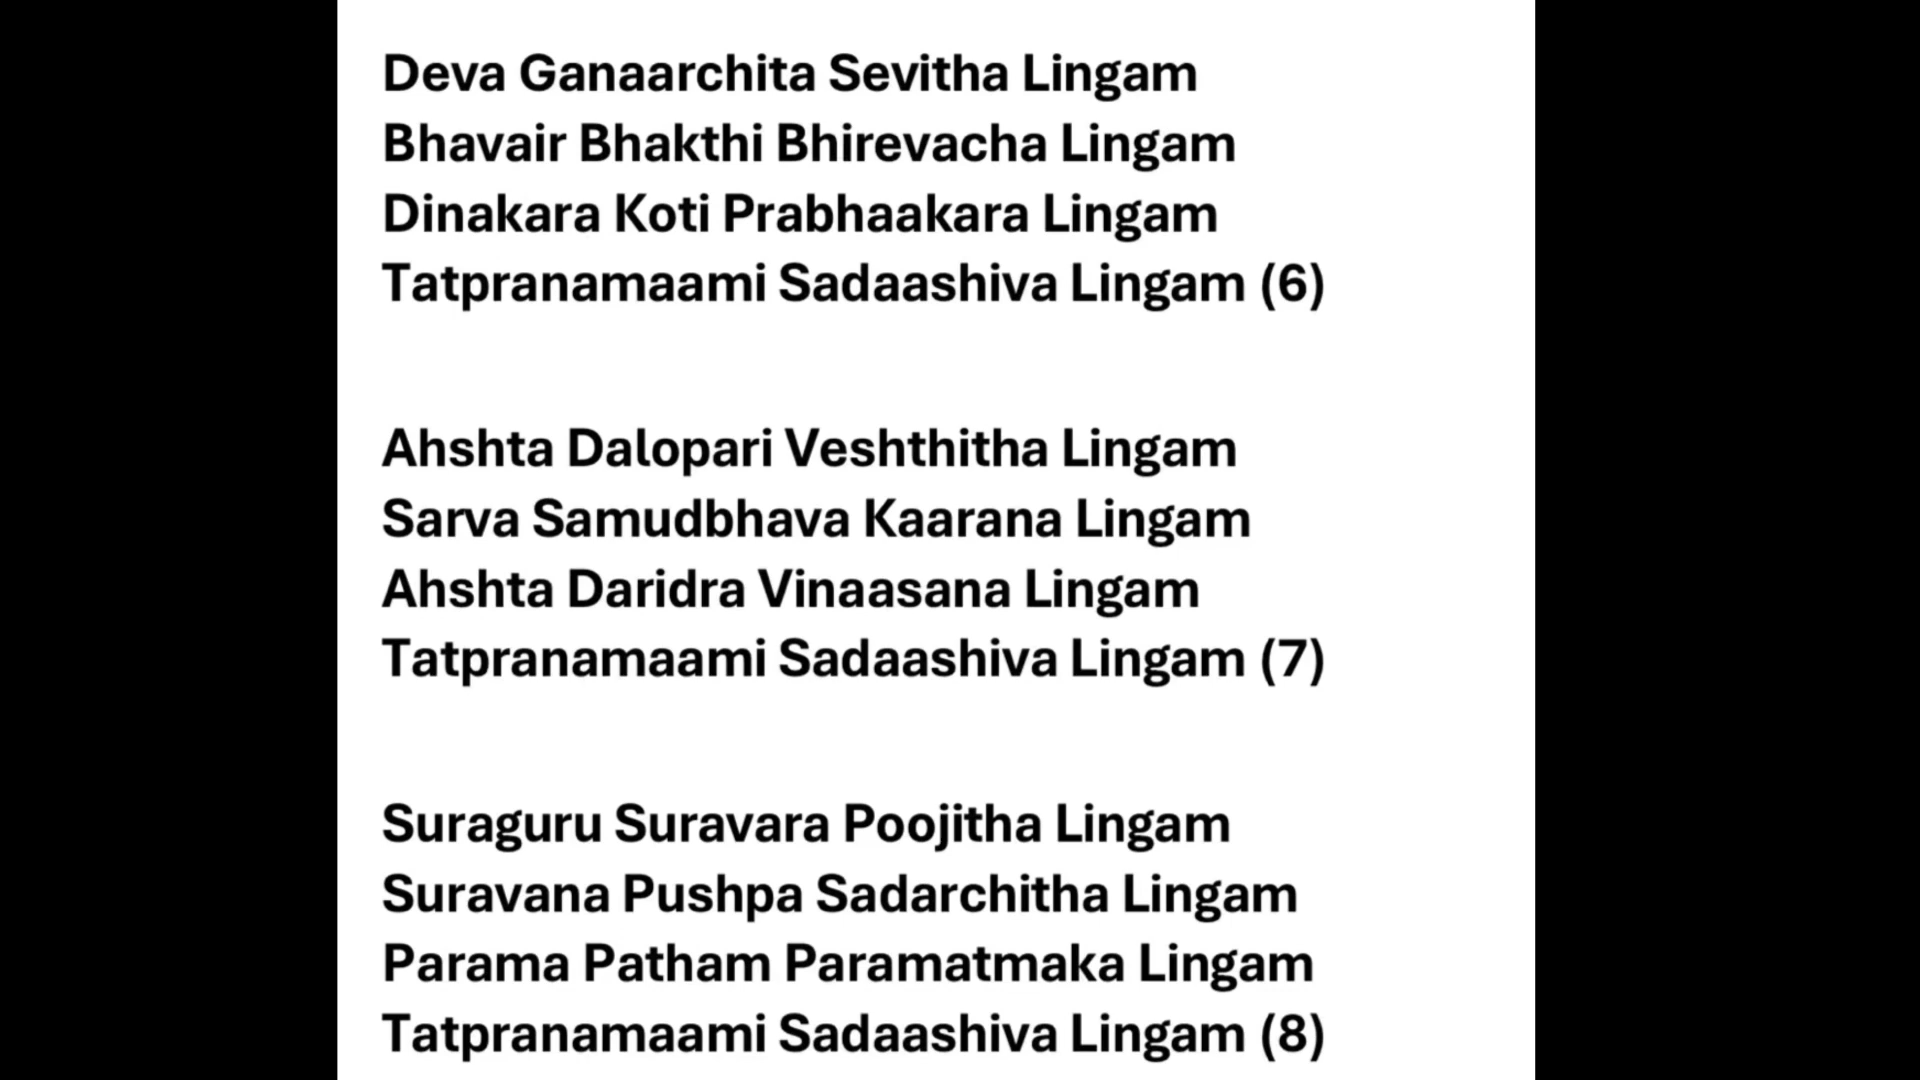 Deva Ganaarchita Sevitha Lingam
Bhavair Bhakthi Bhirevacha Lingam
Dinakara Koti Prabhaakara Lingam
Tatpranamaami Sadaashiva Lingam (6)
Ahshta Dalopari Veshthitha Lingam
Sarva Samudbhava Kaarana Lingam
Ahshta Daridra Vinaasana Lingam
Tatpranamaami Sadaashiva Lingam (7)
Suraguru Suravara Poojitha Lingam
Suravana Pushpa Sadarchitha Lingam
Parama Patham Paramatmaka Lingam
Tatpranamaami Sadaashiva Lingam (8)